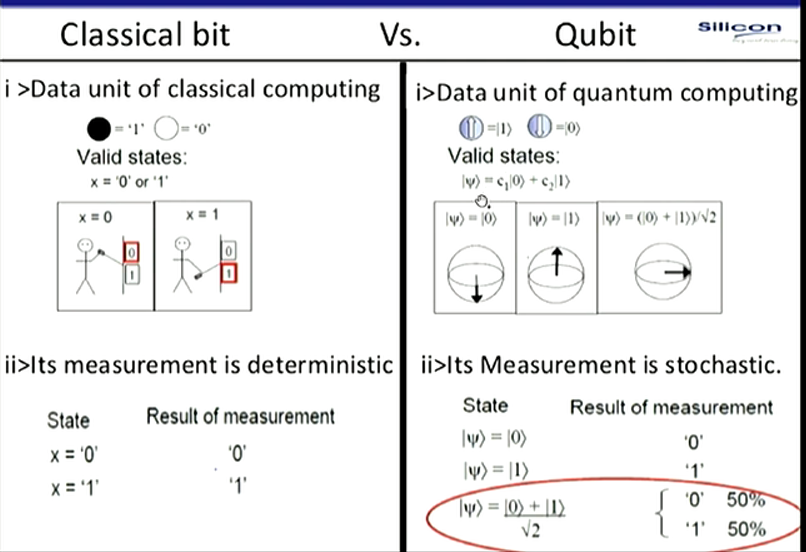 Classical bit Vs. Qubit
Silicon
i >Data unit of classical computing
= '1' = '0'
Valid states:
x = '0' or '1'
x = 0 x = 1
0 0
1 1
ii>Its measurement is deterministic
State Result of measurement
x = '0' '0'
x = '1' '1'
i>Data unit of quantum computing
=|1⟩ =|0⟩
Valid states:
|ψ⟩ = c₁|0⟩ + c₂|1⟩
|ψ⟩ = |0⟩ |ψ⟩ = |1⟩ |ψ⟩ = (|0⟩ + |1⟩)/√2
ii>Its Measurement is stochastic.
State Result of measurement
|ψ⟩ = |0⟩ '0'
|ψ⟩ = |1⟩ '1'
|ψ⟩ = |0⟩ + |1⟩ '0' 50%
√2 '1' 50%